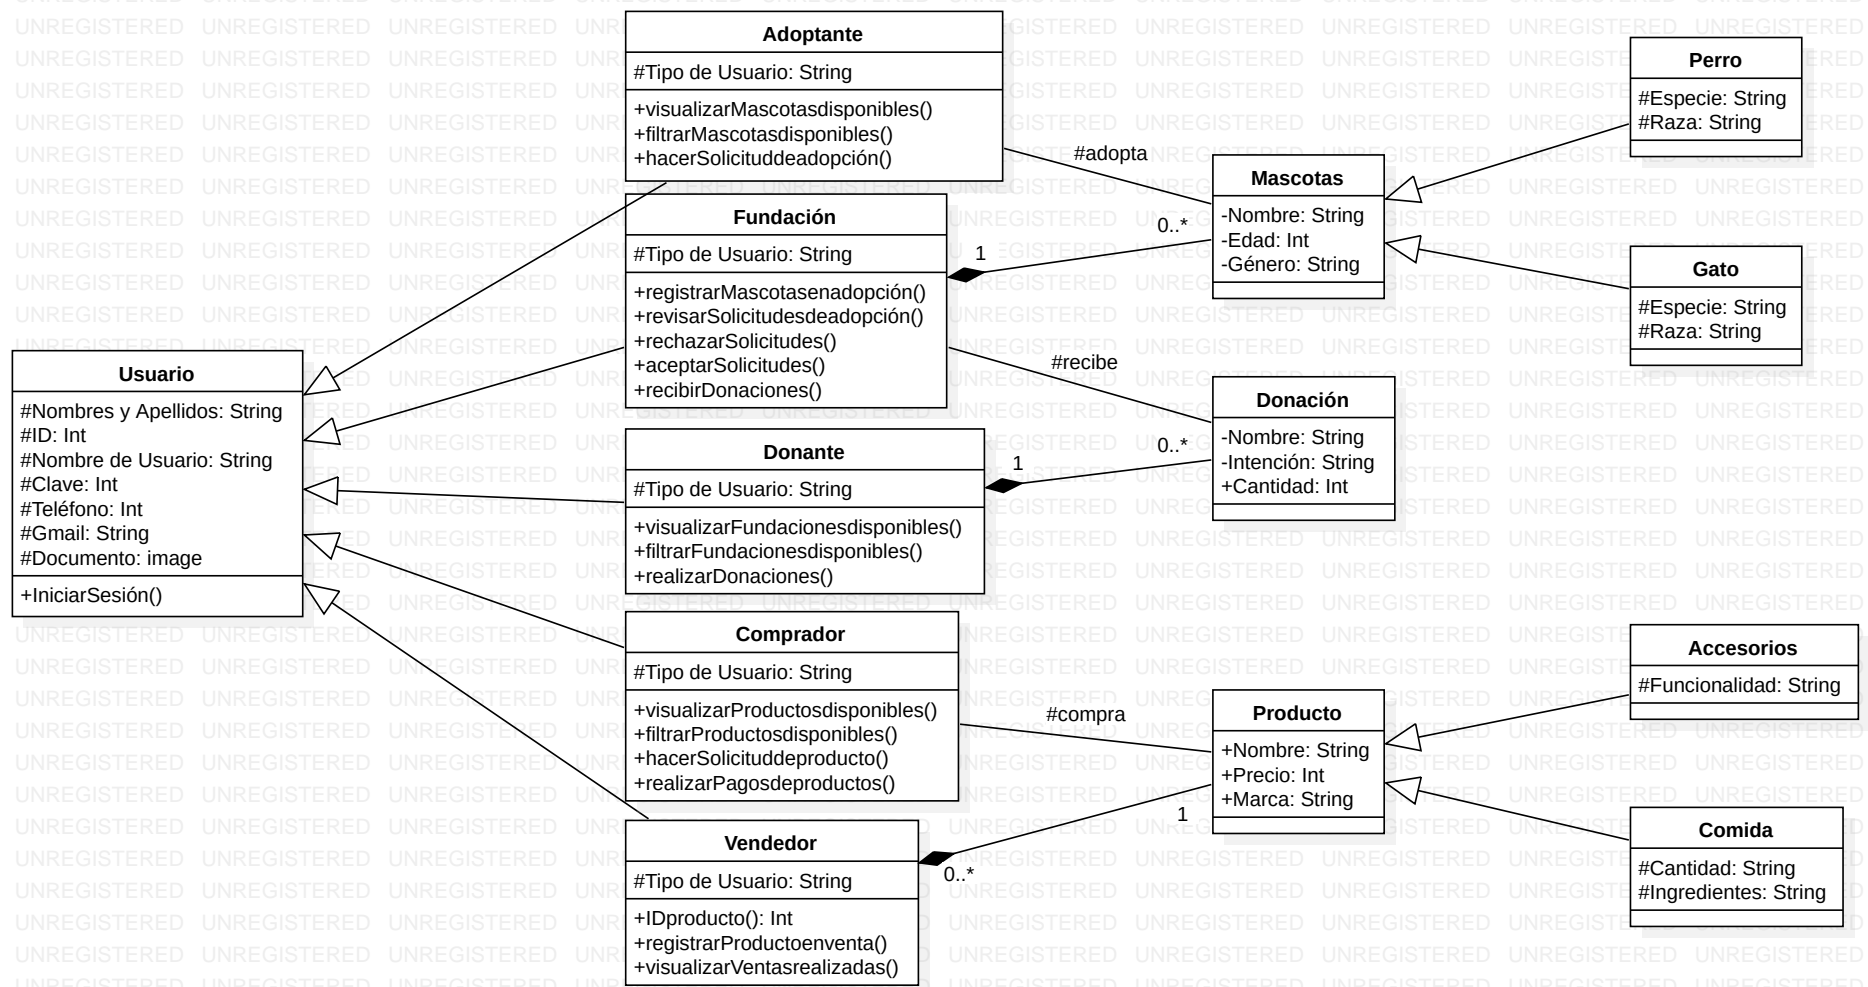 Adoptante
#Tipo de Usuario: String
+visualizarMascotasdisponibles()
+filtrarMascotasdisponibles()
+hacerSolicituddeadopción()
Fundación
#Tipo de Usuario: String
+registrarMascotasenadopción()
+revisarSolicitudesdeadopción()
+rechazarSolicitudes()
+aceptarSolicitudes()
+recibirDonaciones()
Usuario
#Nombres y Apellidos: String
#ID: Int
#Nombre de Usuario: String
#Clave: Int
#Teléfono: Int
#Gmail: String
#Documento: image
+IniciarSesión()
Donante
#Tipo de Usuario: String
+visualizarFundacionesdisponibles()
+filtrarFundacionesdisponibles()
+realizarDonaciones()
Comprador
#Tipo de Usuario: String
+visualizarProductosdisponibles()
+filtrarProductosdisponibles()
+hacerSolicituddeproducto()
+realizarPagosdeproductos()
Vendedor
#Tipo de Usuario: String
+IDproducto(): Int
+registrarProductoenventa()
+visualizarVentasrealizadas()
#adopta
0..*
1
#recibe
0..*
1
#compra
1
0..*
Mascotas
-Nombre: String
-Edad: Int
-Género: String
Donación
-Nombre: String
-Intención: String
+Cantidad: Int
Producto
+Nombre: String
+Precio: Int
+Marca: String
Perro
#Especie: String
#Raza: String
Gato
#Especie: String
#Raza: String
Accesorios
#Funcionalidad: String
Comida
#Cantidad: String
#Ingredientes: String
UNREGISTERED